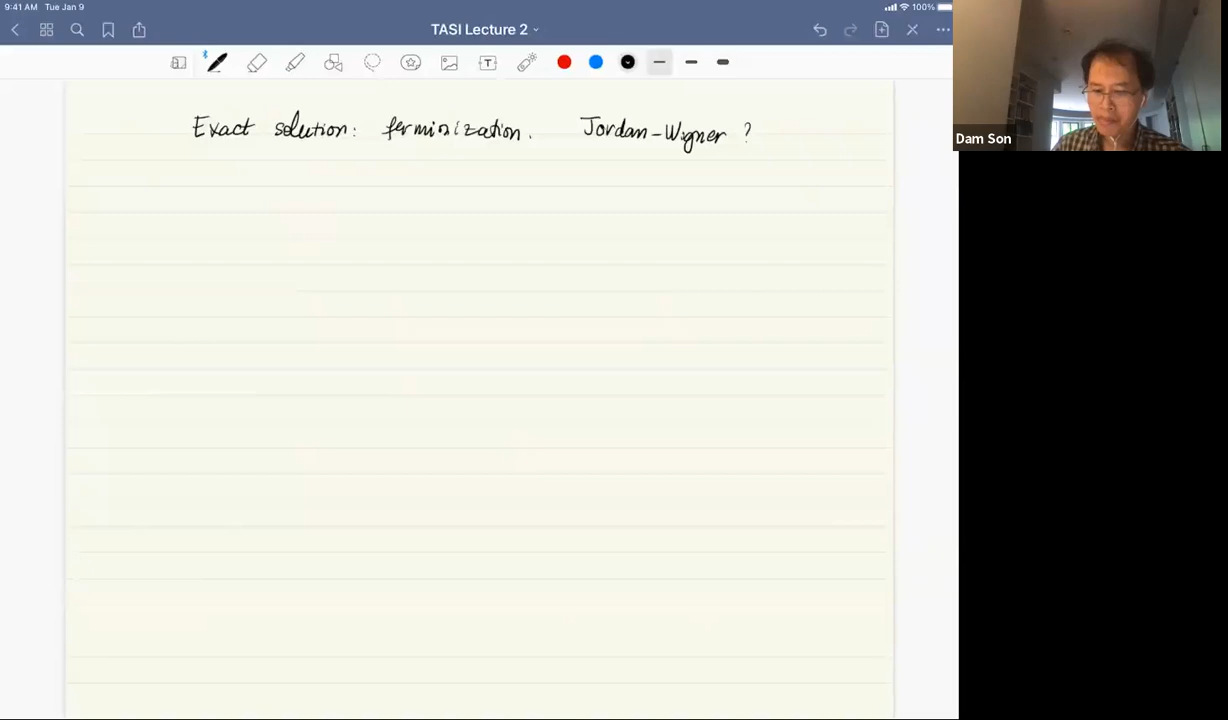 9:41 AM Tue Jan 9
100%
TASI Lecture 2
T
Exact solution: fermionization. Jordan-Wigner ?
Dam Son